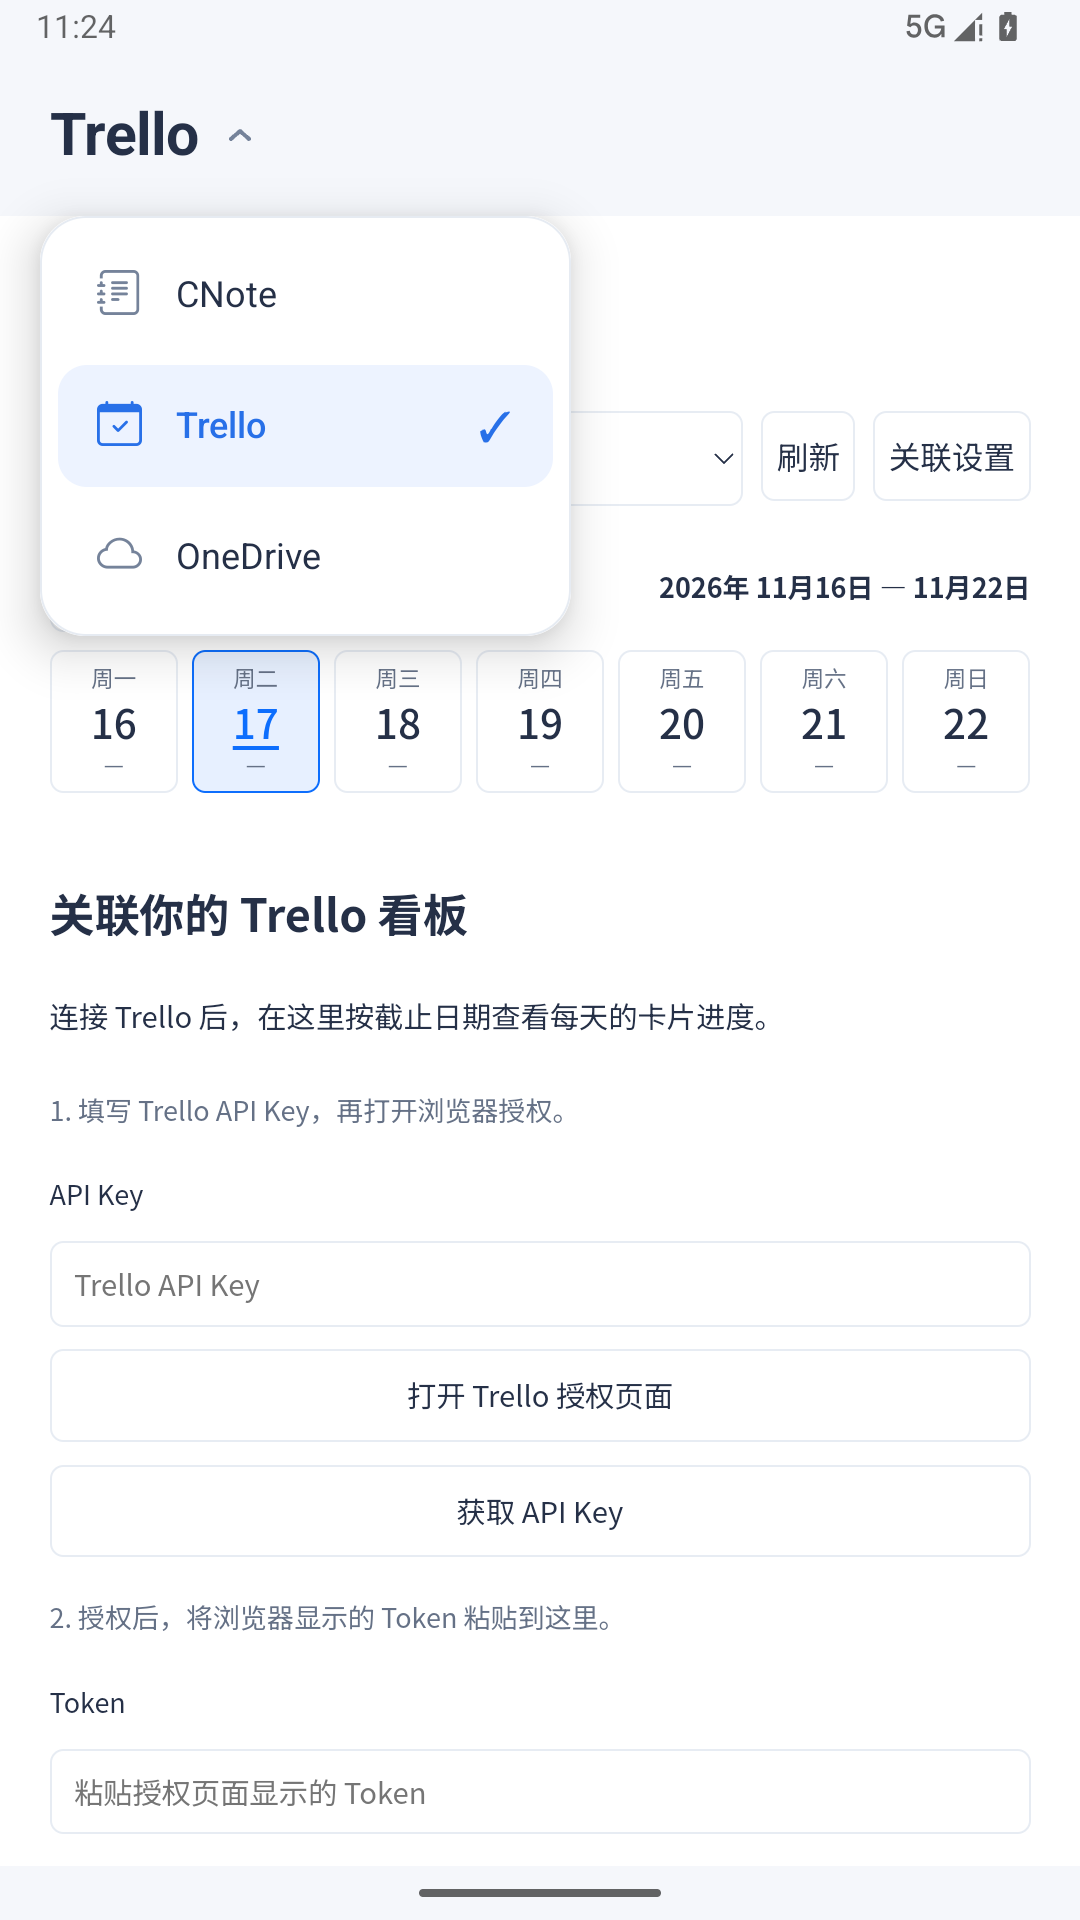 11:24
5G
Trello
CNote
Trello
OneDrive
刷新
关联设置
2026年 11月16日 — 11月22日
周一 周二 周三 周四 周五 周六 周日
16 17 18 19 20 21 22
— — — — — — —
关联你的 Trello 看板
连接 Trello 后，在这里按截止日期查看每天的卡片进度。
1. 填写 Trello API Key，再打开浏览器授权。
API Key
Trello API Key
打开 Trello 授权页面
获取 API Key
2. 授权后，将浏览器显示的 Token 粘贴到这里。
Token
粘贴授权页面显示的 Token